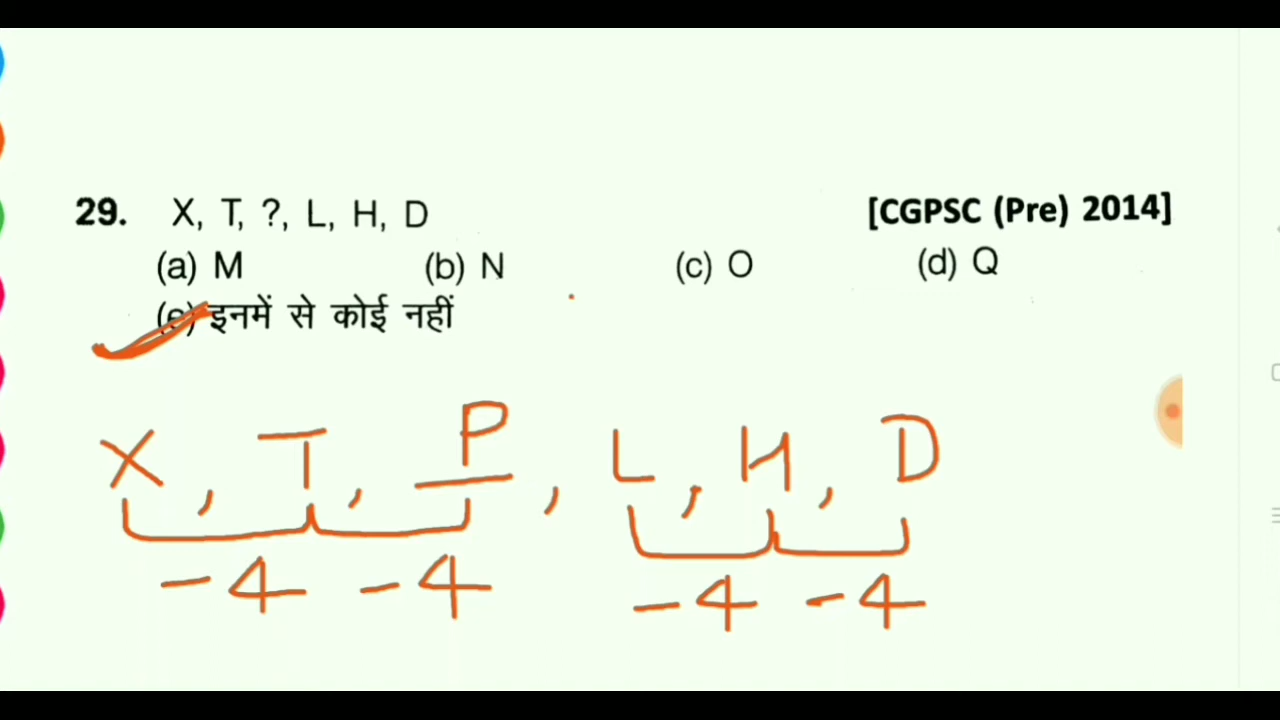 29. X, T, ?, L, H, D [CGPSC (Pre) 2014]
(a) M (b) N (c) O (d) Q
(e) इनमें से कोई नहीं
X, T, P, L, H, D
-4 -4 -4 -4